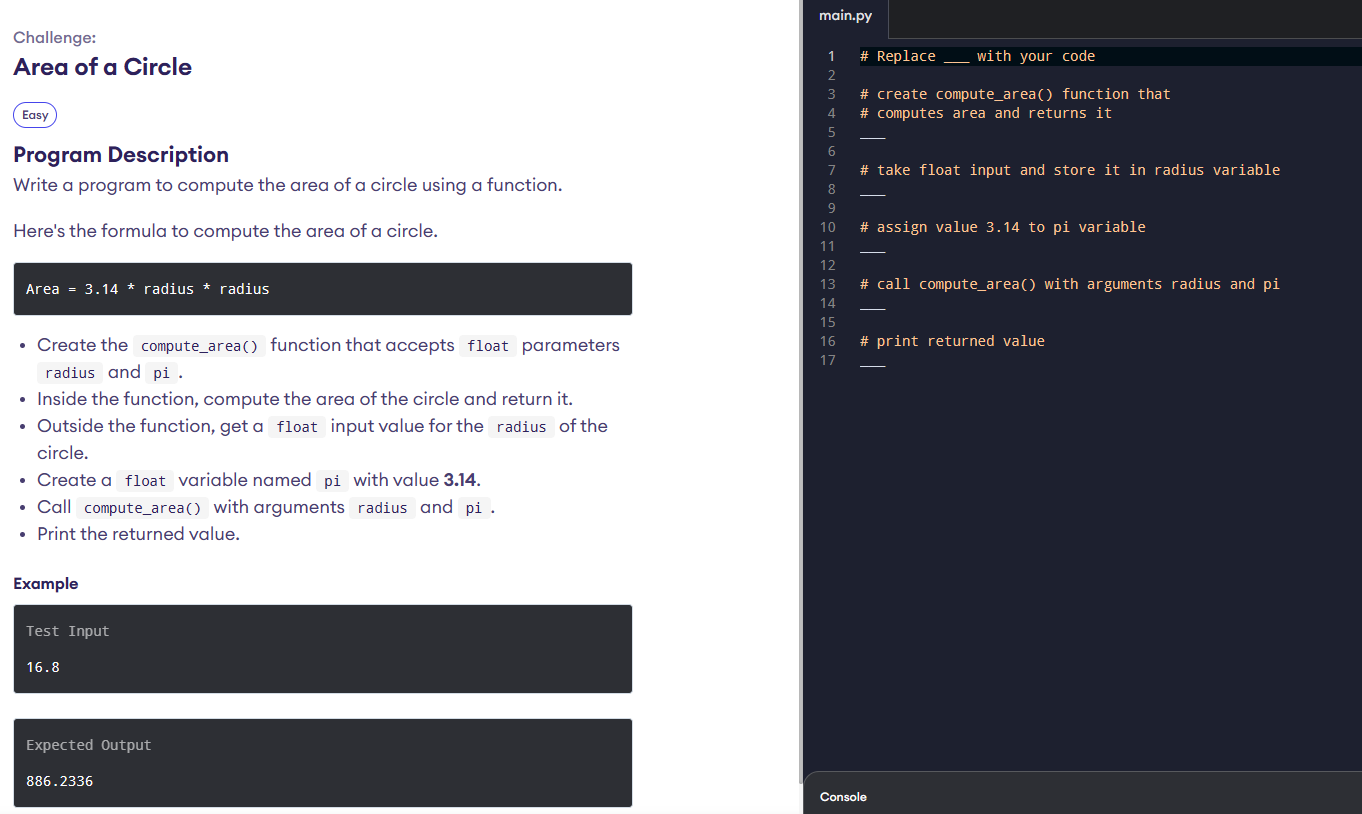 Challenge:
Area of a Circle
Easy
Program Description
Write a program to compute the area of a circle using a function.
Here's the formula to compute the area of a circle.
Area = 3.14 * radius * radius
• Create the compute_area() function that accepts float parameters
radius and pi .
• Inside the function, compute the area of the circle and return it.
• Outside the function, get a float input value for the radius of the
circle.
• Create a float variable named pi with value 3.14.
• Call compute_area() with arguments radius and pi .
• Print the returned value.
Example
Test Input
16.8
Expected Output
886.2336
main.py
1 # Replace ___ with your code
2
3 # create compute_area() function that
4 # computes area and returns it
5 ___
6
7 # take float input and store it in radius variable
8 ___
9
10 # assign value 3.14 to pi variable
11 ___
12
13 # call compute_area() with arguments radius and pi
14 ___
15
16 # print returned value
17 ___
Console